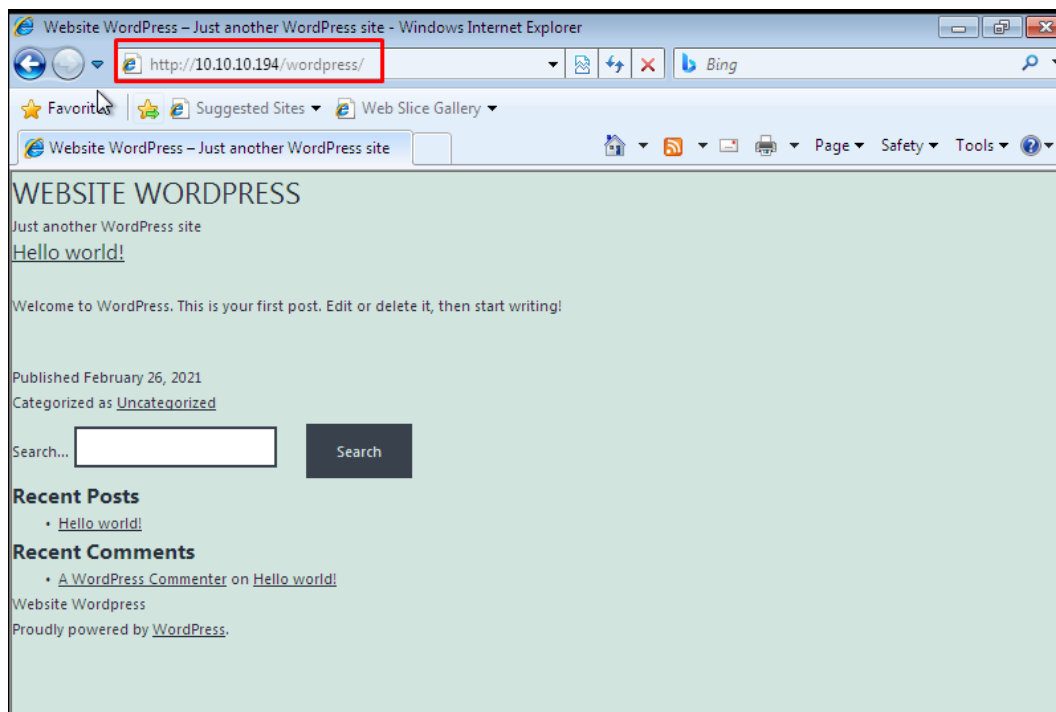 Website WordPress – Just another WordPress site - Windows Internet Explorer
http://10.10.10.194/wordpress/
Bing
Favorites Suggested Sites Web Slice Gallery
Website WordPress – Just another WordPress site Page Safety Tools
WEBSITE WORDPRESS
Just another WordPress site
Hello world!
Welcome to WordPress. This is your first post. Edit or delete it, then start writing!
Published February 26, 2021
Categorized as Uncategorized
Search... Search
Recent Posts
• Hello world!
Recent Comments
• A WordPress Commenter on Hello world!
Website Wordpress
Proudly powered by WordPress.